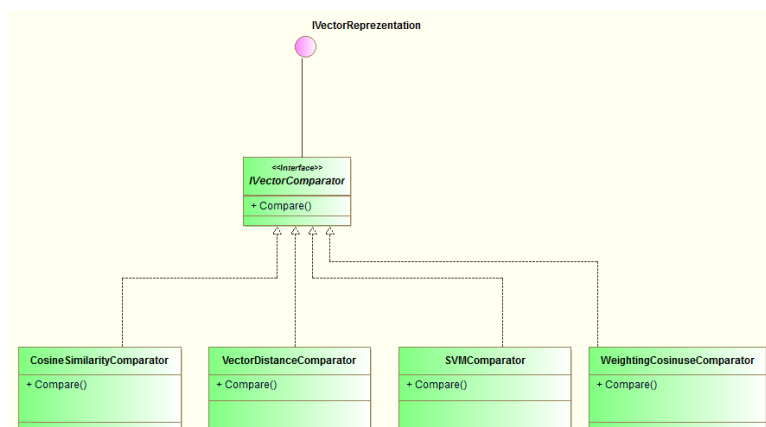 IVectorReprezentation
<<Interface>>
IVectorComparator
+ Compare()
CosineSimilarityComparator
+ Compare()
VectorDistanceComparator
+ Compare()
SVMComparator
+ Compare()
WeightingCosinuseComparator
+ Compare()